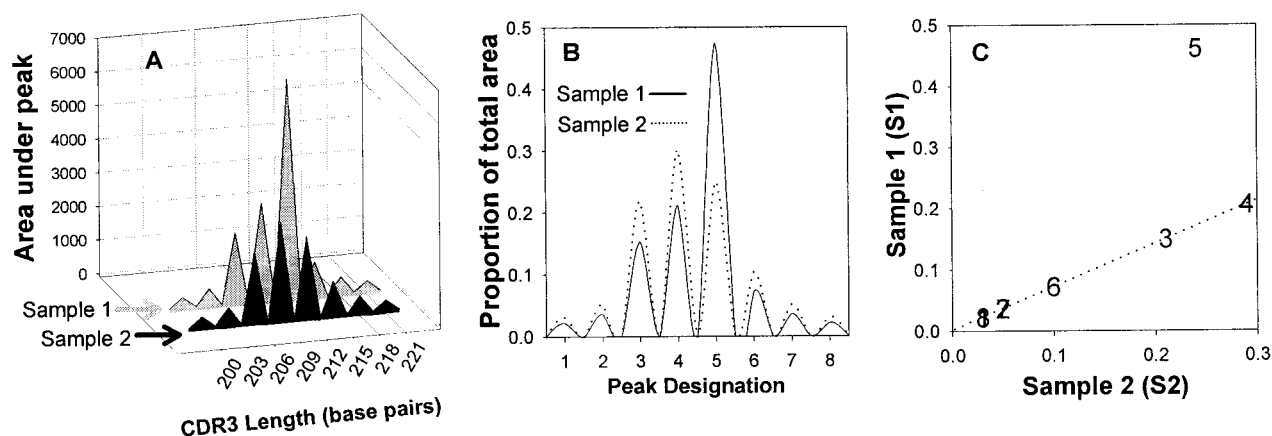 A
Area under peak
7000
6000
5000
4000
3000
2000
1000
0
Sample 1
Sample 2
200
203
206
209
212
215
218
221
CDR3 Length (base pairs)
B
Proportion of total area
0.5
0.4
0.3
0.2
0.1
0.0
Sample 1
Sample 2
1 2 3 4 5 6 7 8
Peak Designation
C
Sample 1 (S1)
0.5
0.4
0.3
0.2
0.1
0.0
5
4
3
6
0.0 0.1 0.2 0.3
Sample 2 (S2)